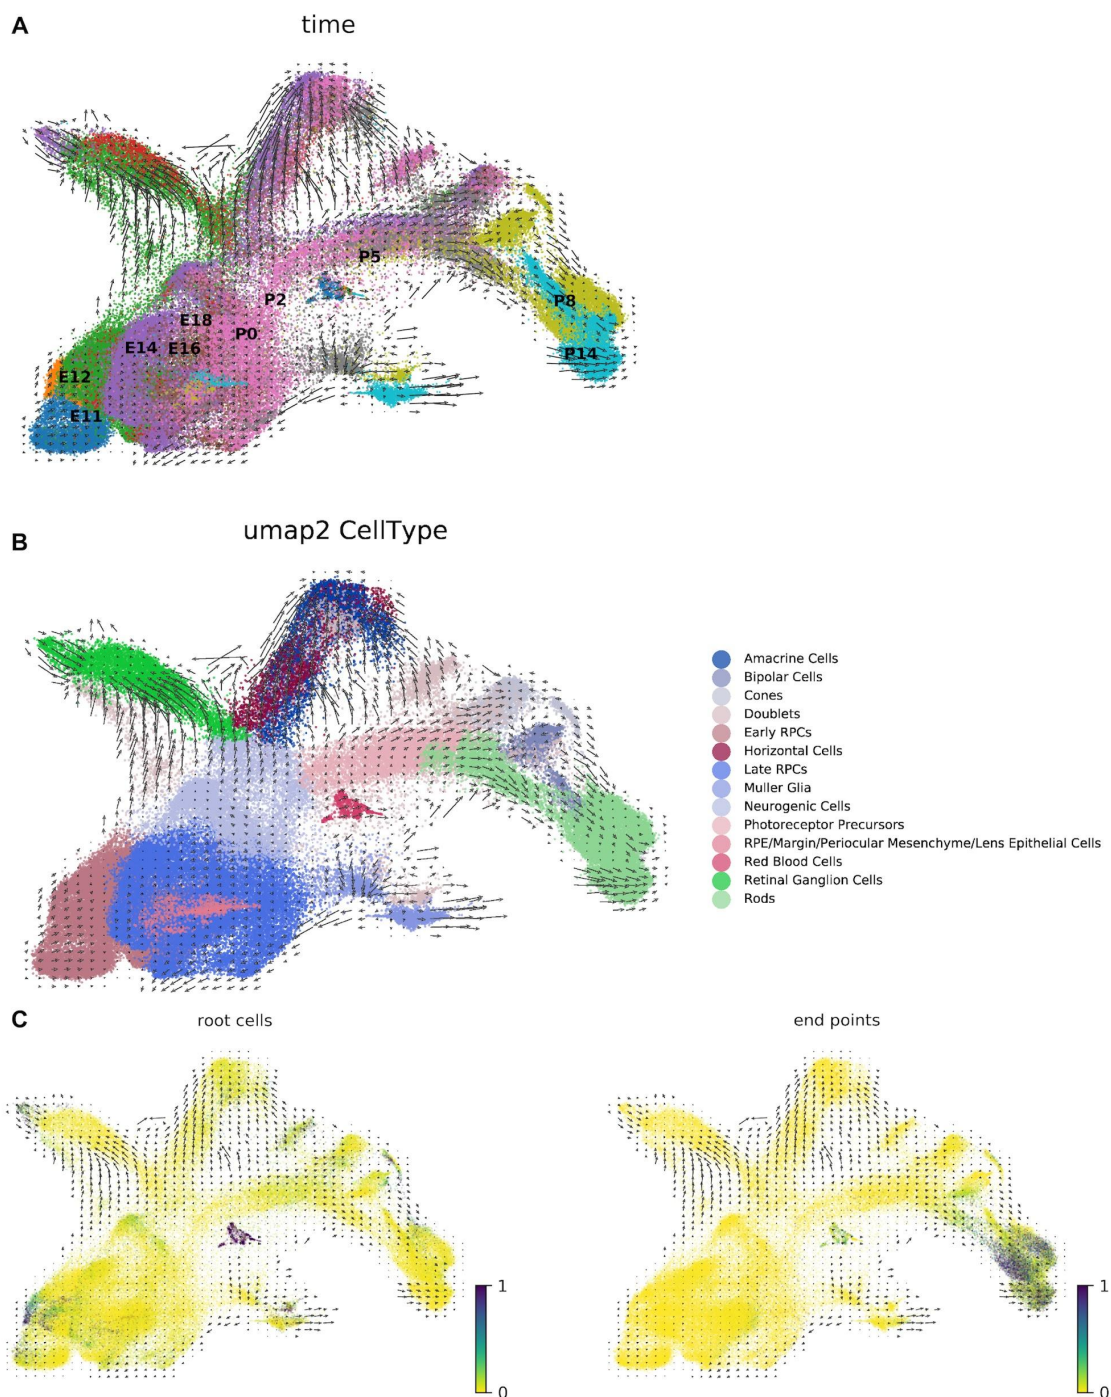 A
time
P5
P2
P8
E18
P0
E14
E16
P14
E12
E11
B
umap2 CellType
Amacrine Cells
Bipolar Cells
Cones
Doublets
Early RPCs
Horizontal Cells
Late RPCs
Muller Glia
Neurogenic Cells
Photoreceptor Precursors
RPE/Margin/Periocular Mesenchyme/Lens Epithelial Cells
Red Blood Cells
Retinal Ganglion Cells
Rods
C
root cells
end points
1
0
1
0